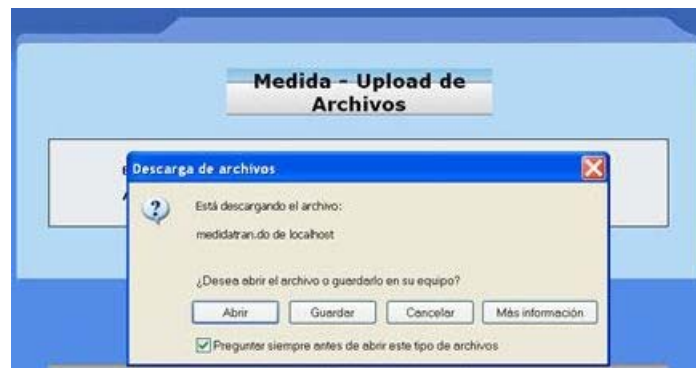 Medida - Upload de
Archivos
Descarga de archivos
Está descargando el archivo:
medidatran.do de localhost
¿Desea abrir el archivo o guardarlo en su equipo?
Abrir Guardar Cancelar Más información
Preguntar siempre antes de abrir este tipo de archivos